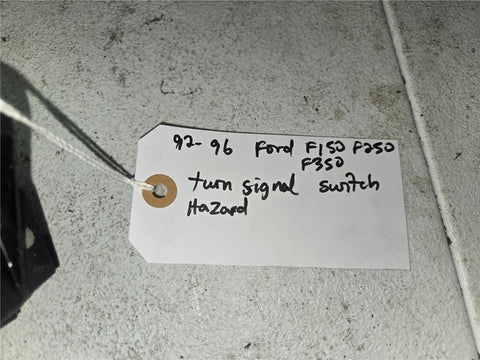 92-96 Ford F150 F250
F350
turn signal switch
Hazard